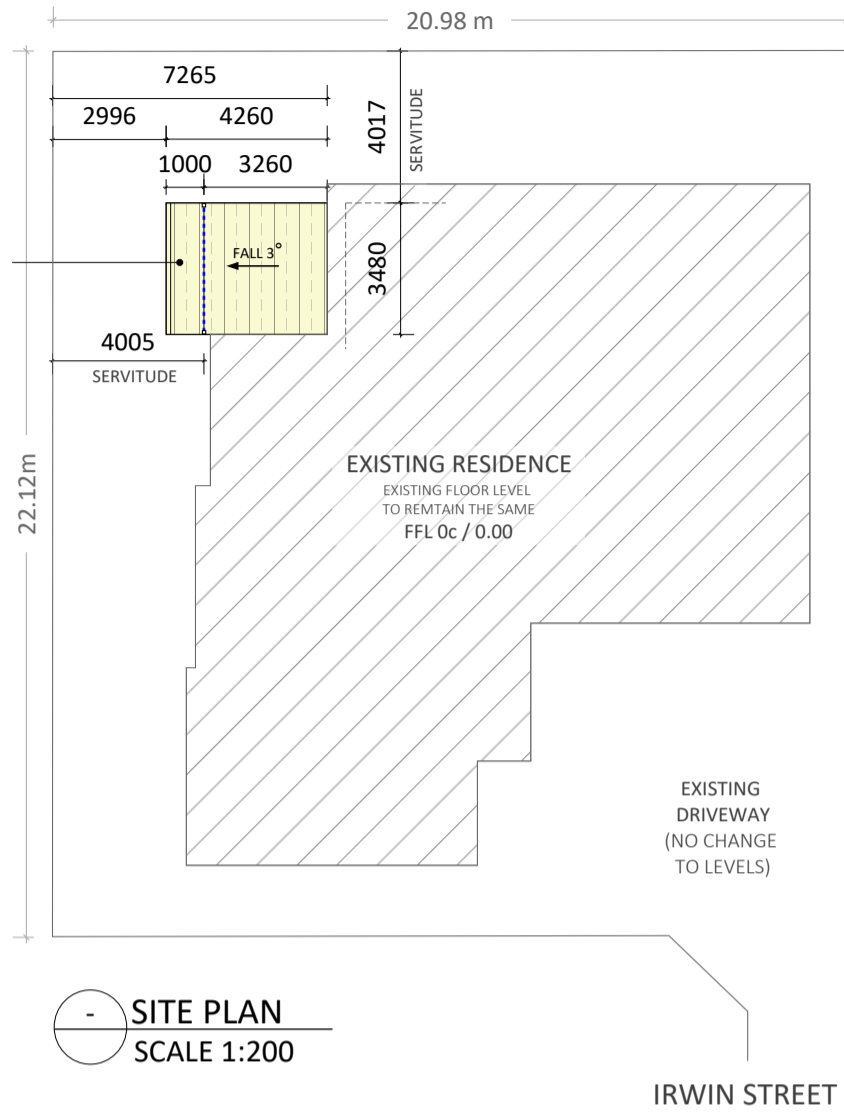 20.98 m
7265
2996
4260
4017
SERVITUDE
1000
3260
FALL 3°
3480
4005
SERVITUDE
22.12m
EXISTING RESIDENCE
EXISTING FLOOR LEVEL
TO REMTAIN THE SAME
FFL 0c / 0.00
EXISTING
DRIVEWAY
(NO CHANGE
TO LEVELS)
- SITE PLAN
SCALE 1:200
IRWIN STREET